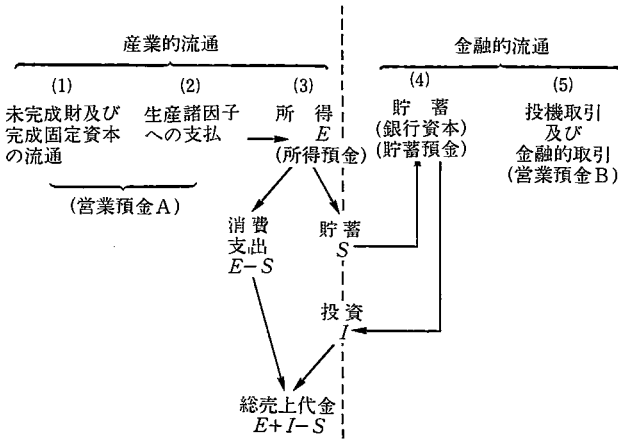 産業的流通
金融的流通
(1)
未完成財及び
完成固定資本
の流通
(2)
生産諸因子
への支払
(営業預金A)
(3)
所得
E
(所得預金)
(4)
貯蓄
(銀行資本)
(貯蓄預金)
(5)
投機取引
及び
金融的取引
(営業預金B)
消費
支出
E−S
貯蓄
S
投資
I
総売上代金
E+I−S